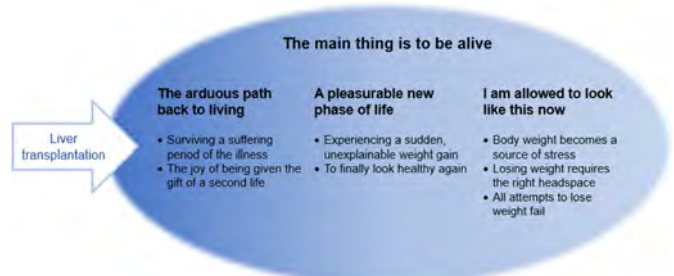 The main thing is to be alive
The arduous path
back to living
• Surviving a suffering
period of the illness
• The joy of being given the
gift of a second life
A pleasurable new
phase of life
• Experiencing a sudden,
unexplainable weight gain
• To finally look healthy again
I am allowed to look
like this now
• Body weight becomes a
source of stress
• Losing weight requires
the right headspace
• All attempts to lose
weight fail
Liver
transplantation